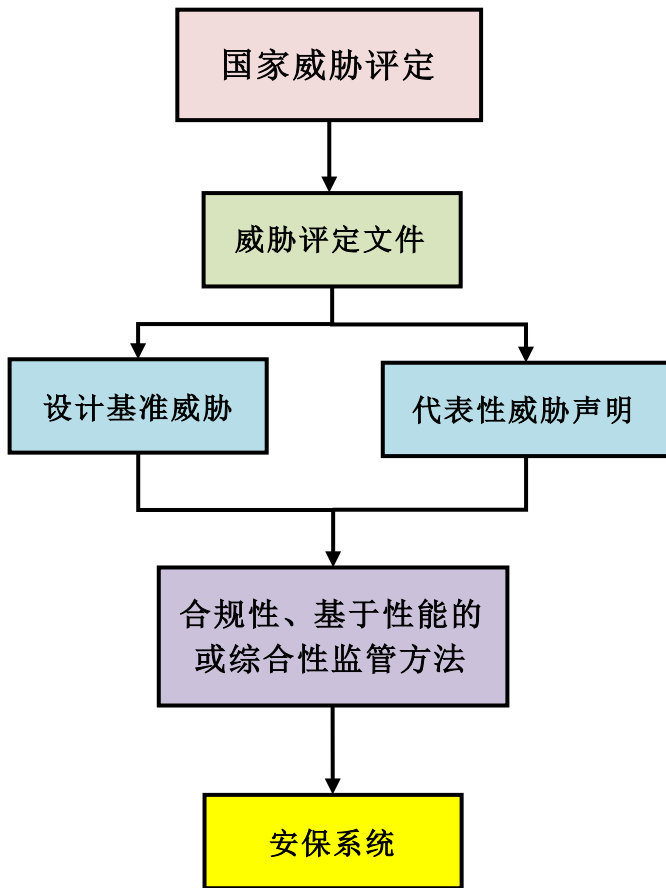 国家威胁评定
威胁评定文件
设计基准威胁
代表性威胁声明
合规性、基于性能的
或综合性监管方法
安保系统